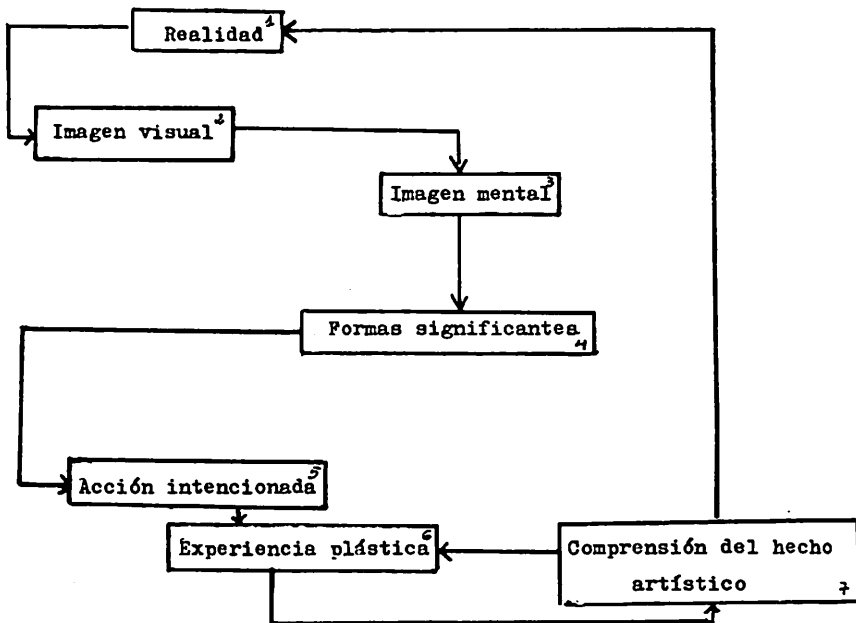 Realidad 1
Imagen visual 2
Imagen mental 3
Formas significantea 4
Acción intencionada 5
Experiencia plástica 6
Comprensión del hecho
artístico 7